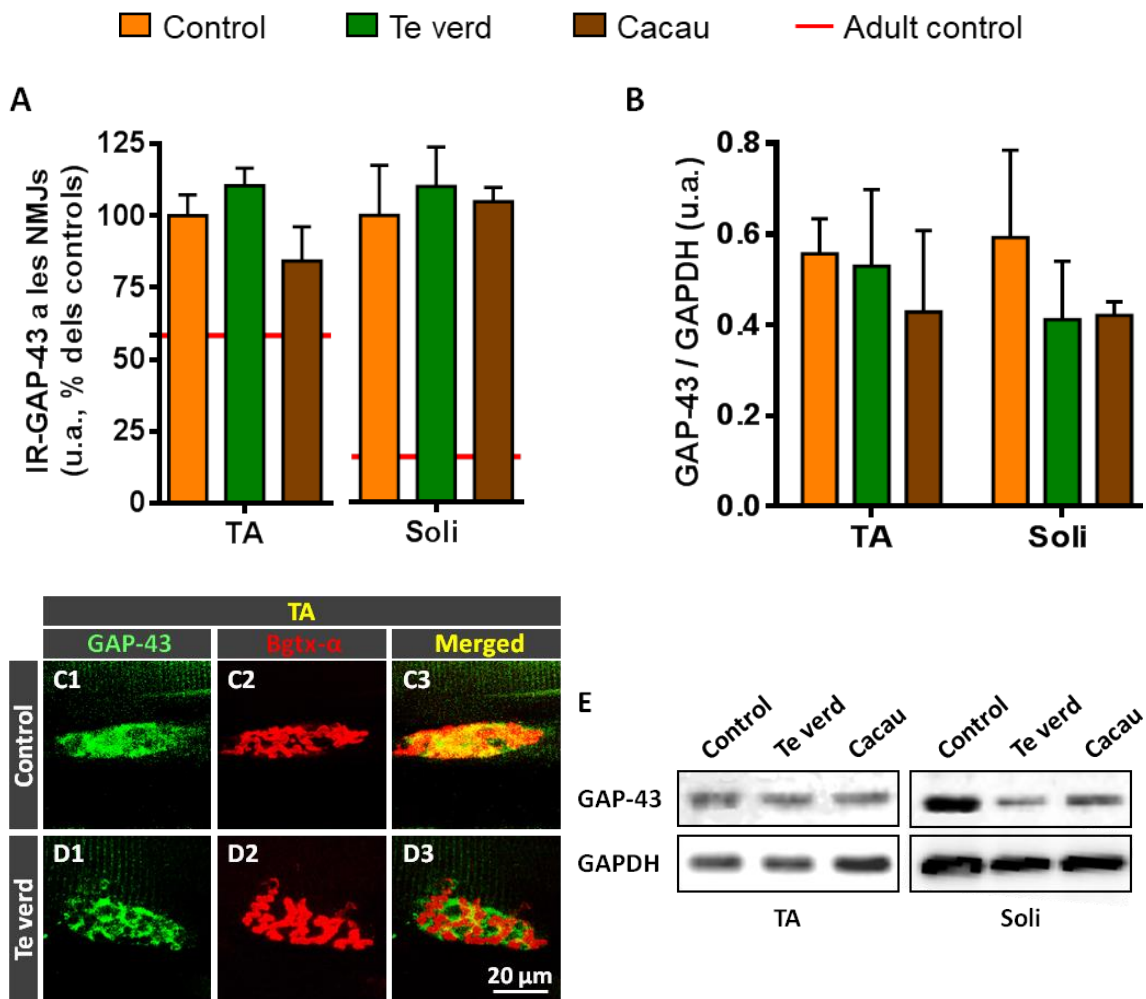 Control Te verd Cacau Adult control
A
IR-GAP-43 a les NMJs
(u.a., % dels controls)
125
100
75
50
25
0
TA Soli
B
GAP-43 / GAPDH (u.a.)
0.8
0.6
0.4
0.2
0.0
TA Soli
TA
GAP-43 Bgtx-α Merged
Control
C1 C2 C3
Te verd
D1 D2 D3
20 µm
E
Control Te verd Cacau Control Te verd Cacau
GAP-43
GAPDH
TA Soli